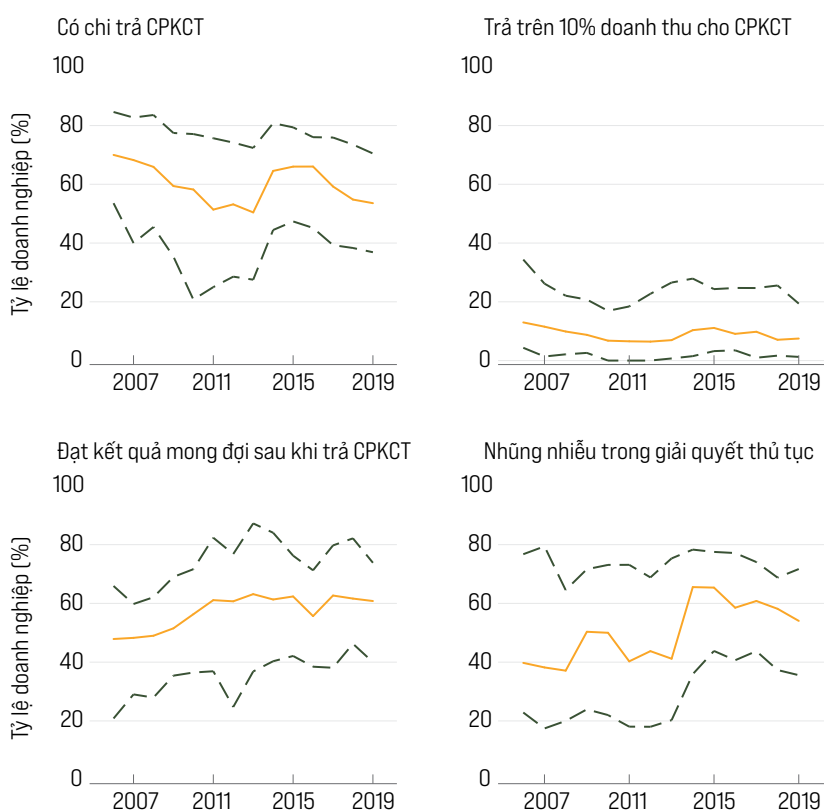 Có chi trả CPKCT
100
80
60
40
20
0
Tỷ lệ doanh nghiệp (%)
2007 2011 2015 2019
Trả trên 10% doanh thu cho CPKCT
100
80
60
40
20
0
2007 2011 2015 2019
Đạt kết quả mong đợi sau khi trả CPKCT
100
80
60
40
20
0
Tỷ lệ doanh nghiệp (%)
2007 2011 2015 2019
Nhũng nhiễu trong giải quyết thủ tục
100
80
60
40
20
0
2007 2011 2015 2019